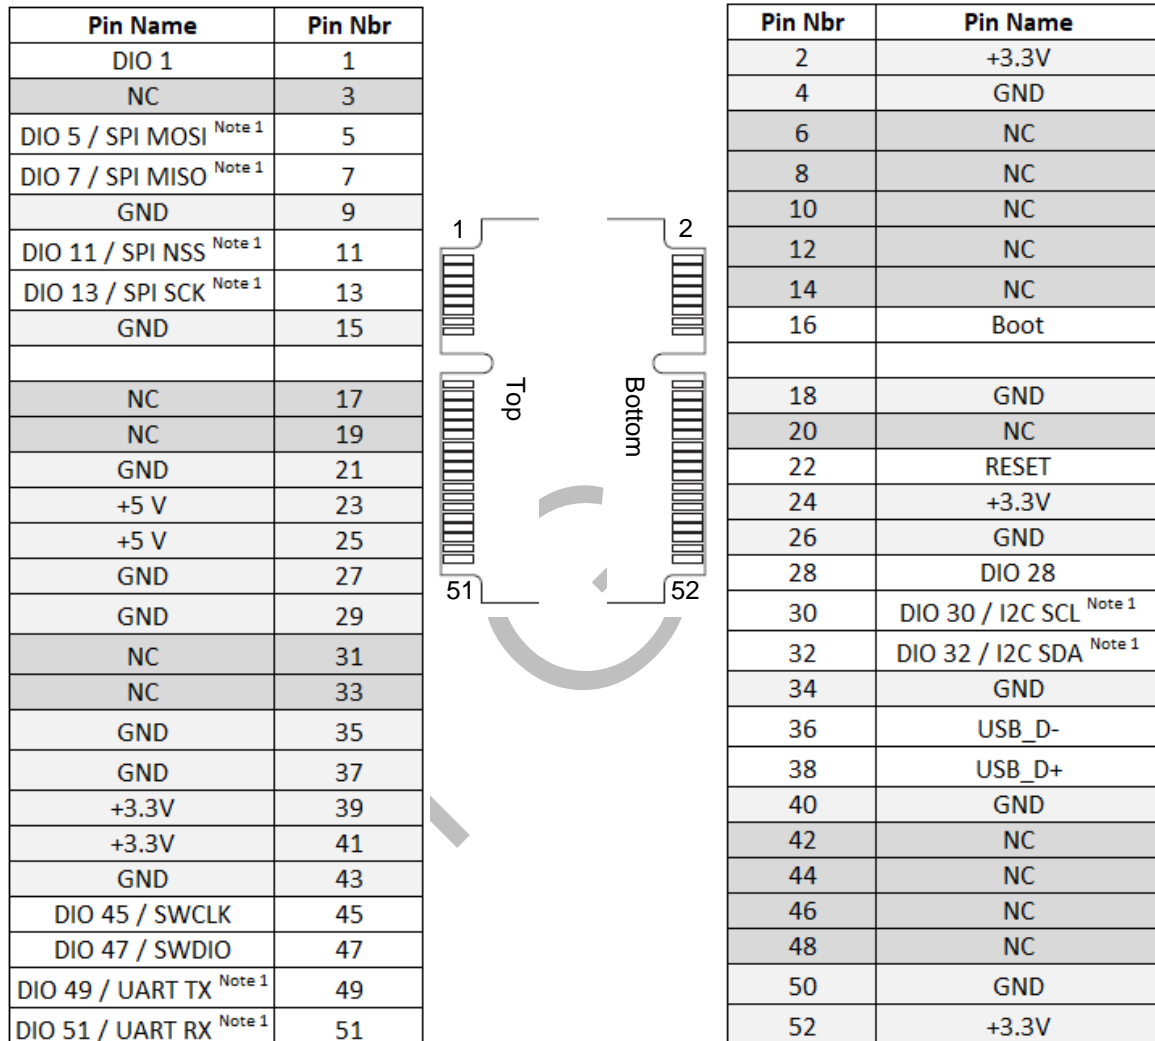 Pin Name Pin Nbr
DIO 1 1
NC 3
DIO 5 / SPI MOSI Note 1 5
DIO 7 / SPI MISO Note 1 7
GND 9
DIO 11 / SPI NSS Note 1 11
DIO 13 / SPI SCK Note 1 13
GND 15
NC 17
NC 19
GND 21
+5 V 23
+5 V 25
GND 27
GND 29
NC 31
NC 33
GND 35
GND 37
+3.3V 39
+3.3V 41
GND 43
DIO 45 / SWCLK 45
DIO 47 / SWDIO 47
DIO 49 / UART TX Note 1 49
DIO 51 / UART RX Note 1 51
1 2
Top Bottom
51 52
Pin Nbr Pin Name
2 +3.3V
4 GND
6 NC
8 NC
10 NC
12 NC
14 NC
16 Boot
18 GND
20 NC
22 RESET
24 +3.3V
26 GND
28 DIO 28
30 DIO 30 / I2C SCL Note 1
32 DIO 32 / I2C SDA Note 1
34 GND
36 USB_D-
38 USB_D+
40 GND
42 NC
44 NC
46 NC
48 NC
50 GND
52 +3.3V